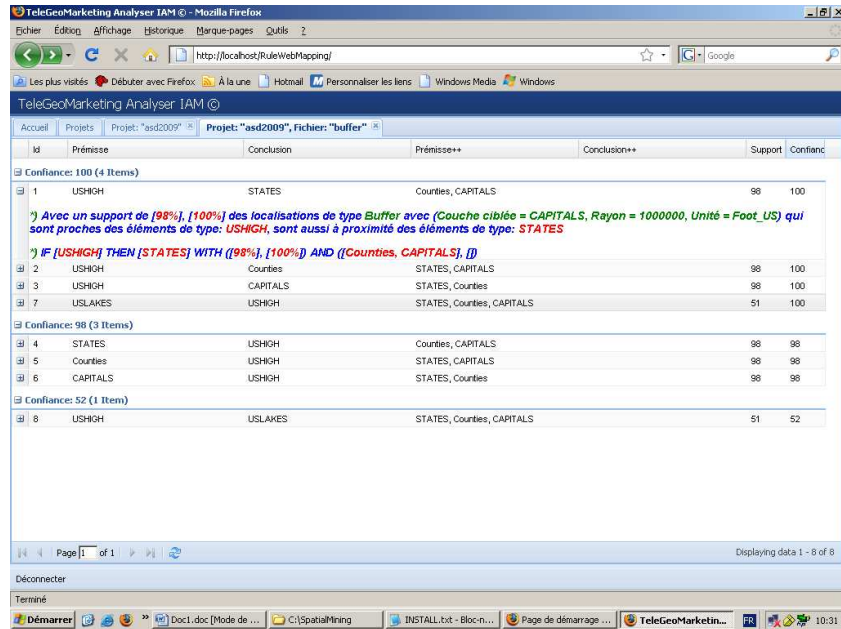 TeleGeoMarketing Analyser IAM © - Mozilla Firefox
Fichier Édition Affichage Historique Marque-pages Outils ?
http://localhost/RuleWebMapping/ Google
Les plus visités Débuter avec Firefox À la une Hotmail Personnaliser les liens Windows Media Windows
TeleGeoMarketing Analyser IAM ©
Accueil Projets Projet: "asd2009" Projet: "asd2009", Fichier: "buffer"
Id Prémisse Conclusion Prémisse++ Conclusion++ Support Confianc
Confiance: 100 (4 Items)
1 USHIGH STATES Counties, CAPITALS 98 100
*) Avec un support de [98%], [100%] des localisations de type Buffer avec (Couche ciblée = CAPITALS, Rayon = 1000000, Unité = Foot_US) qui
sont proches des éléments de type: USHIGH, sont aussi à proximité des éléments de type: STATES
*) IF [USHIGH] THEN [STATES] WITH ([98%], [100%]) AND ([Counties, CAPITALS], [])
2 USHIGH Counties STATES, CAPITALS 98 100
3 USHIGH CAPITALS STATES, Counties 98 100
7 USLAKES USHIGH STATES, Counties, CAPITALS 51 100
Confiance: 98 (3 Items)
4 STATES USHIGH Counties, CAPITALS 98 98
5 Counties USHIGH STATES, CAPITALS 98 98
6 CAPITALS USHIGH STATES, Counties 98 98
Confiance: 52 (1 Item)
8 USHIGH USLAKES STATES, Counties, CAPITALS 51 52
Page 1 of 1 Displaying data 1 - 8 of 8
Déconnecter
Terminé
Démarrer » Doc1.doc [Mode de ... C:\SpatialMining INSTALL.txt - Bloc-n... Page de démarrage ... TeleGeoMarketin... FR 10:31